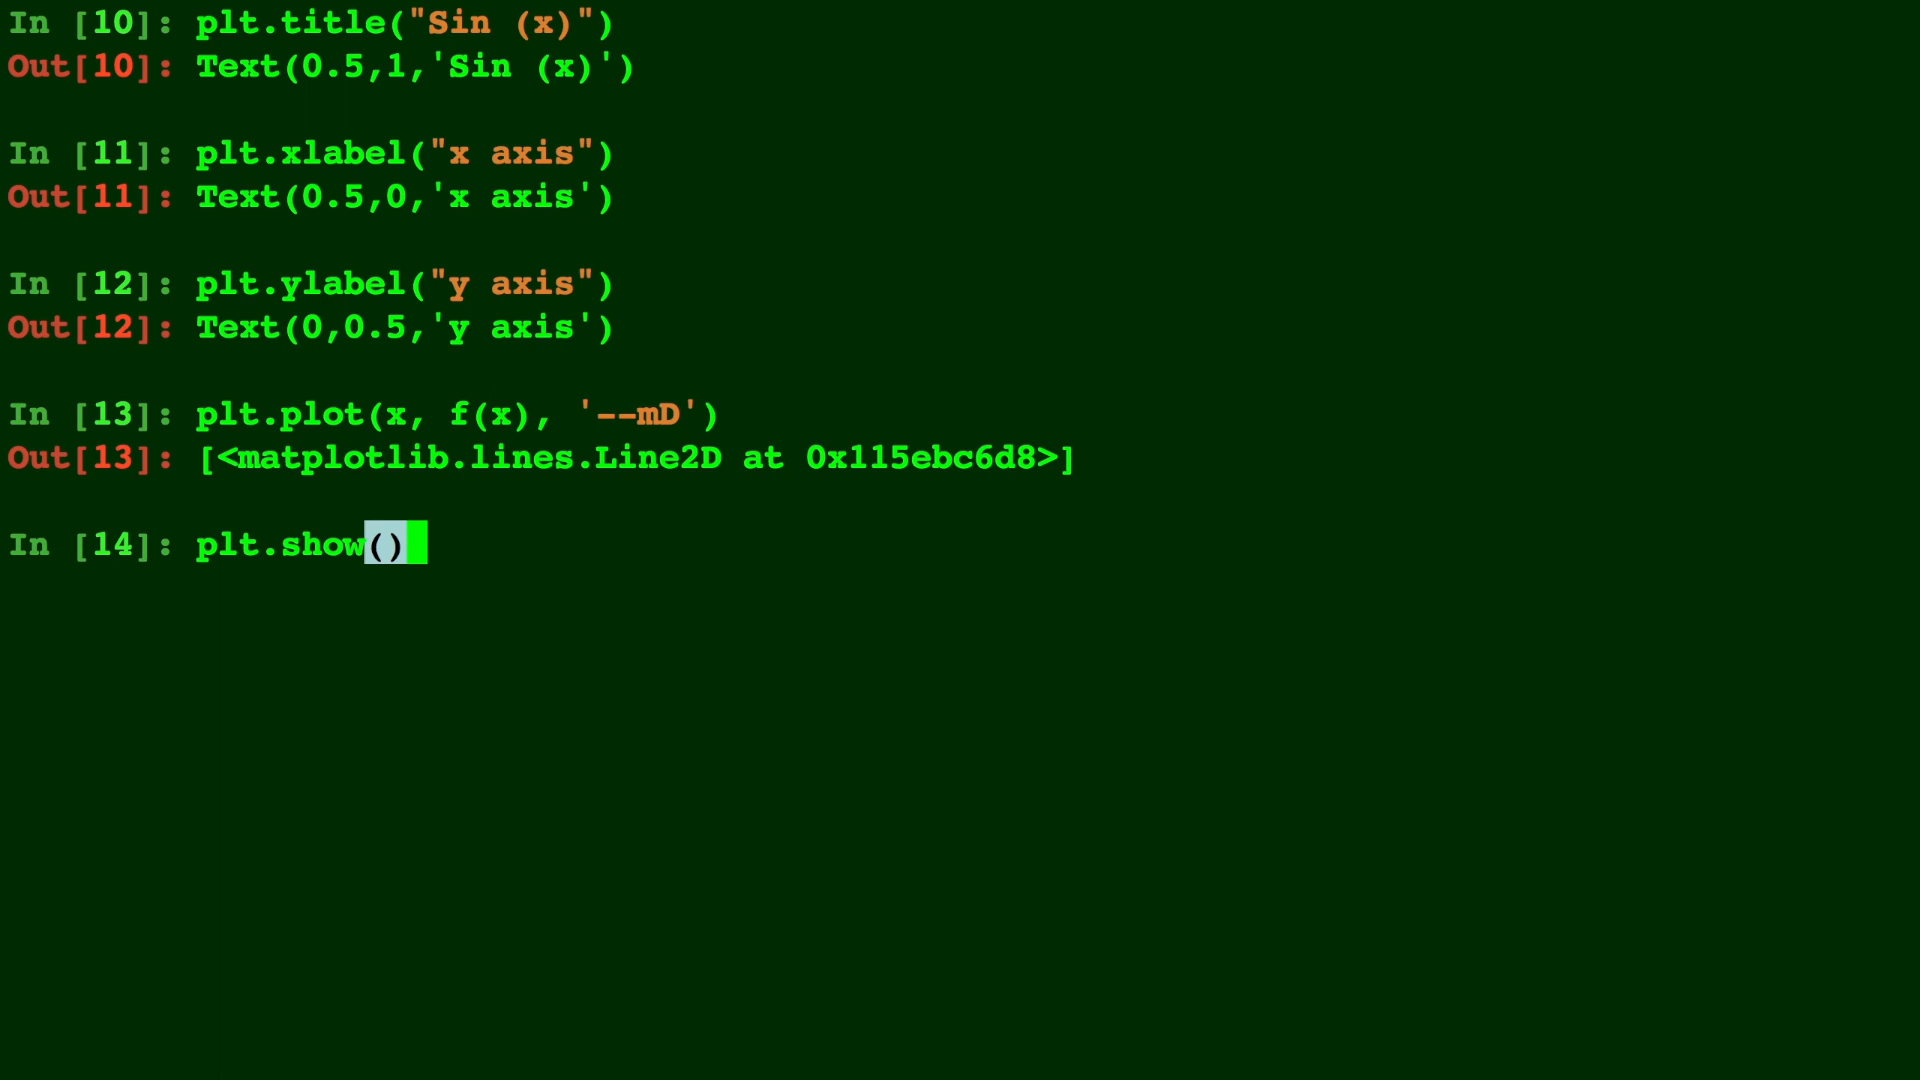 In [10]: plt.title("Sin (x)")
Out[10]: Text(0.5,1,'Sin (x)')
In [11]: plt.xlabel("x axis")
Out[11]: Text(0.5,0,'x axis')
In [12]: plt.ylabel("y axis")
Out[12]: Text(0,0.5,'y axis')
In [13]: plt.plot(x, f(x), '--mD')
Out[13]: [<matplotlib.lines.Line2D at 0x115ebc6d8>]
In [14]: plt.show()